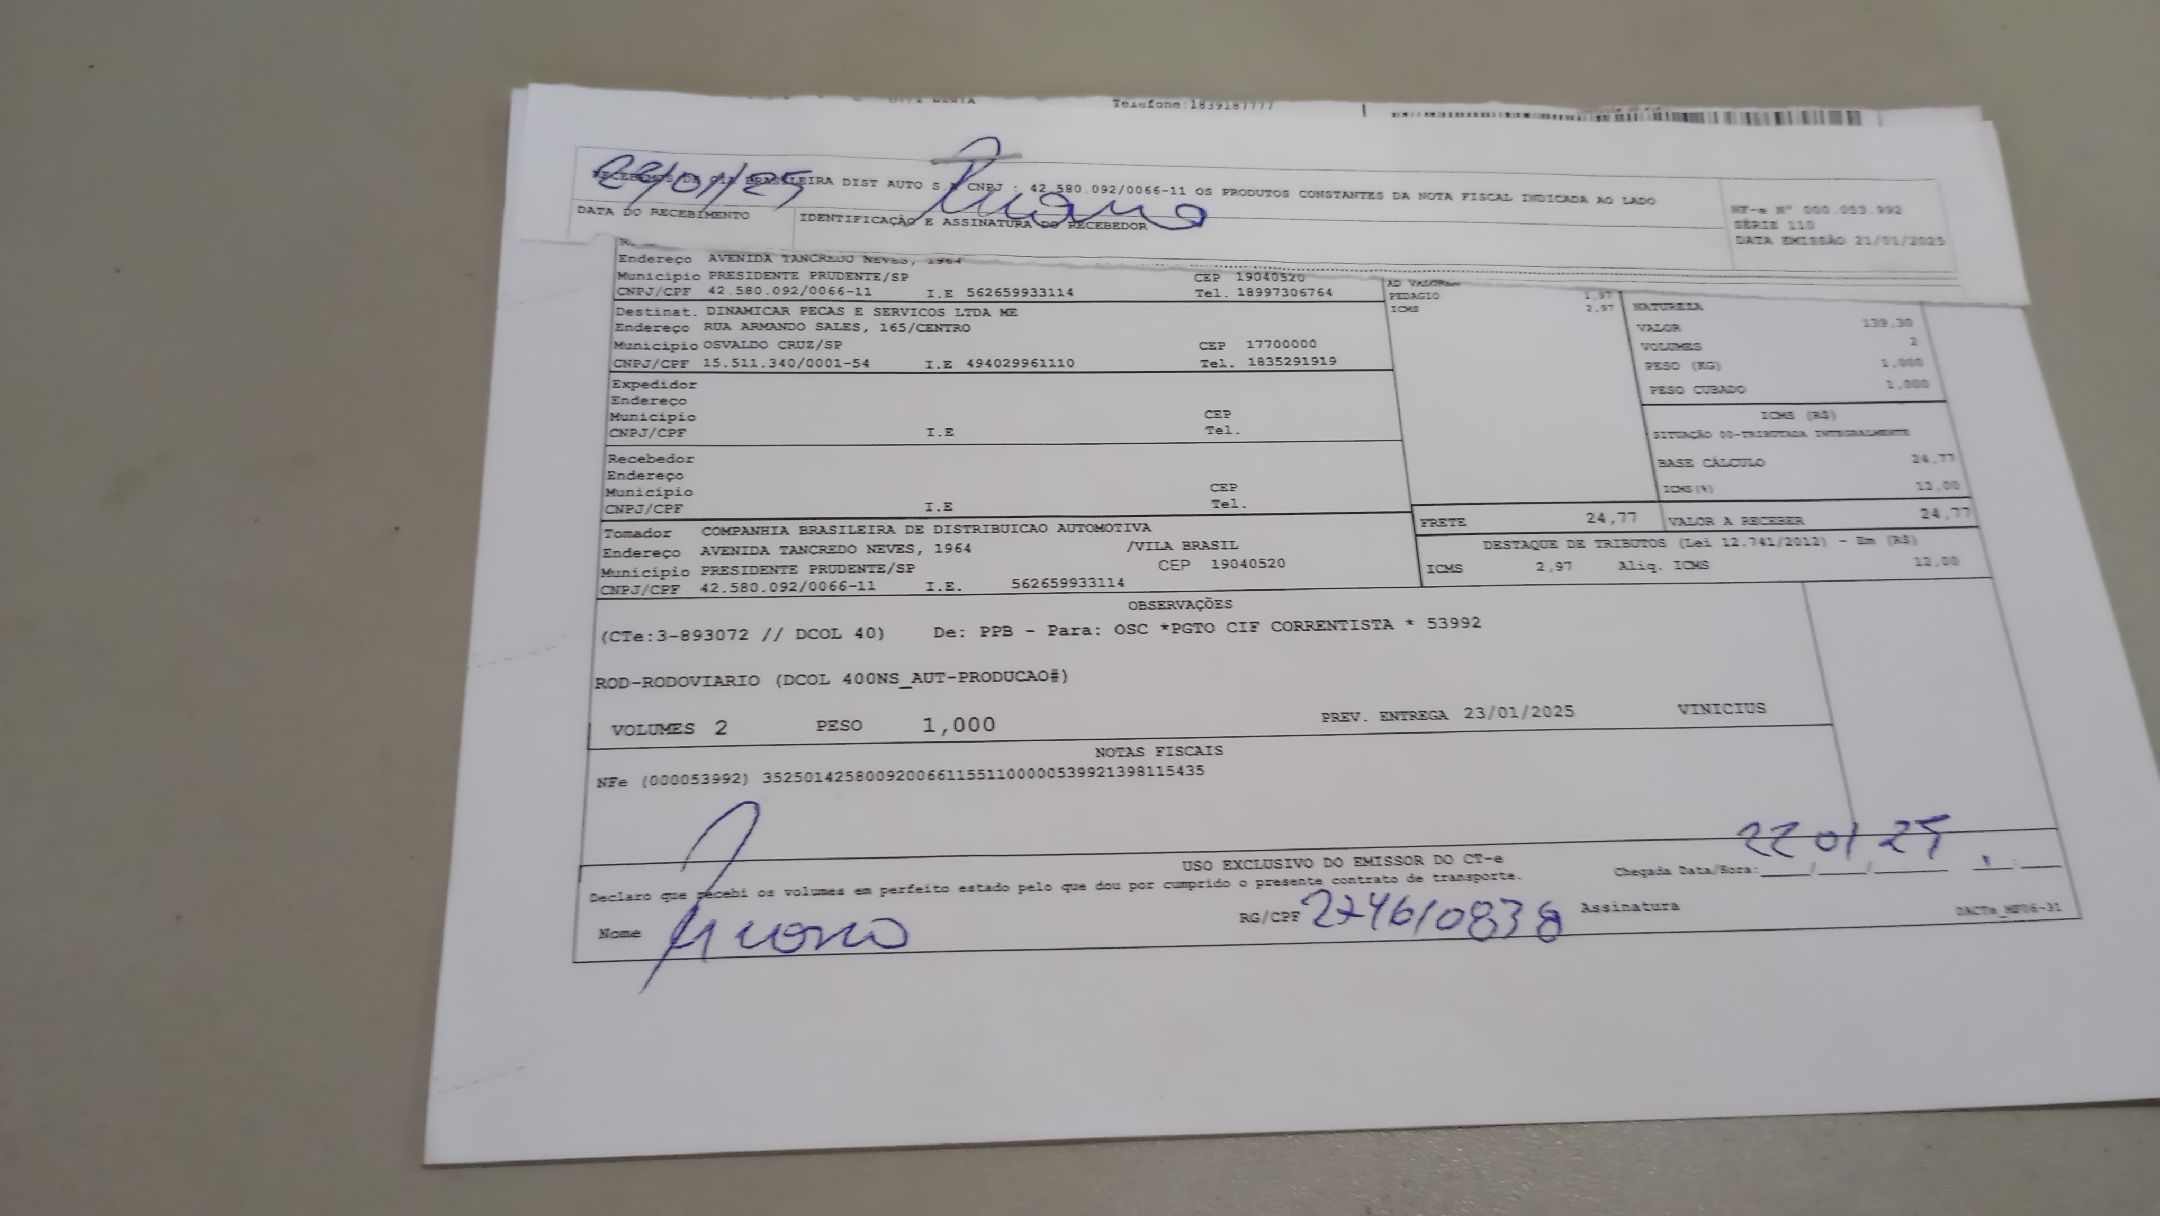 Telefone:1839187777
22/01/25
RECEBEMOS DE CIA BRASILEIRA DIST AUTO S.A CNPJ : 42.580.092/0066-11 OS PRODUTOS CONSTANTES DA NOTA FISCAL INDICADA AO LADO
DATA DO RECEBIMENTO IDENTIFICAÇÃO E ASSINATURA DO RECEBEDOR
NF-e Nº 000.053.992
SÉRIE 110
DATA EMISSÃO 21/01/2025
Endereço AVENIDA TANCREDO NEVES, 1964
Município PRESIDENTE PRUDENTE/SP CEP 19040520
CNPJ/CPF 42.580.092/0066-11 I.E 562659933114 Tel. 18997306764
Destinat. DINAMICAR PECAS E SERVICOS LTDA ME
Endereço RUA ARMANDO SALES, 165/CENTRO
Município OSVALDO CRUZ/SP CEP 17700000
CNPJ/CPF 15.511.340/0001-54 I.E 494029961110 Tel. 1835291919
Expedidor
Endereço
Município CEP
CNPJ/CPF I.E Tel.
Recebedor
Endereço
Município CEP
CNPJ/CPF I.E Tel.
Tomador COMPANHIA BRASILEIRA DE DISTRIBUICAO AUTOMOTIVA
Endereço AVENIDA TANCREDO NEVES, 1964 /VILA BRASIL
Município PRESIDENTE PRUDENTE/SP CEP 19040520
CNPJ/CPF 42.580.092/0066-11 I.E. 562659933114
AD VALOREM
PEDAGIO 1,97
ICMS 2,97
NATUREZA
VALOR 139,30
VOLUMES 2
PESO (KG) 1,000
PESO CUBADO 1,000
ICMS (R$)
SITUAÇÃO 00-TRIBUTADA INTEGRALMENTE
BASE CÁLCULO 24,77
ICMS(%) 12,00
FRETE 24,77 VALOR A RECEBER 24,77
DESTAQUE DE TRIBUTOS (Lei 12.741/2012) - Em (R$)
ICMS 2,97 Aliq. ICMS 12,00
OBSERVAÇÕES
(CTe:3-893072 // DCOL 40) De: PPB - Para: OSC *PGTO CIF CORRENTISTA * 53992
ROD-RODOVIARIO (DCOL 400NS_AUT-PRODUCAO#)
VOLUMES 2 PESO 1,000 PREV. ENTREGA 23/01/2025 VINICIUS
NOTAS FISCAIS
NFe (000053992) 35250142580092006611551100000539921398115435
USO EXCLUSIVO DO EMISSOR DO CT-e
Declaro que recebi os volumes em perfeito estado pelo que dou por cumprido o presente contrato de transporte.
Chegada Data/Hora: 22/01/25 :
Nome RG/CPF 274610838 Assinatura
DACTe_MP06-31